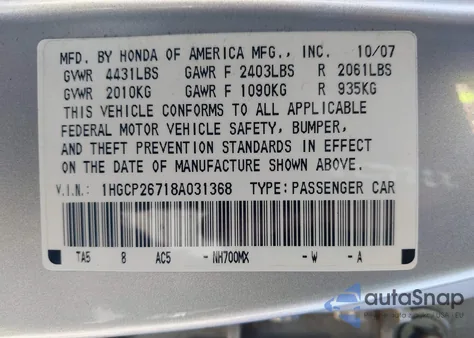 MFD. BY HONDA OF AMERICA MFG., INC. 10/07
GVWR 4431LBS GAWR F 2403LBS R 2061LBS
GVWR 2010KG GAWR F 1090KG R 935KG
THIS VEHICLE CONFORMS TO ALL APPLICABLE
FEDERAL MOTOR VEHICLE SAFETY, BUMPER,
AND THEFT PREVENTION STANDARDS IN EFFECT
ON THE DATE OF MANUFACTURE SHOWN ABOVE.
V.I.N.: 1HGCP26718A031368 TYPE:PASSENGER CAR
TA5 8 AC5 -NH700MX -W -A
autoSnap